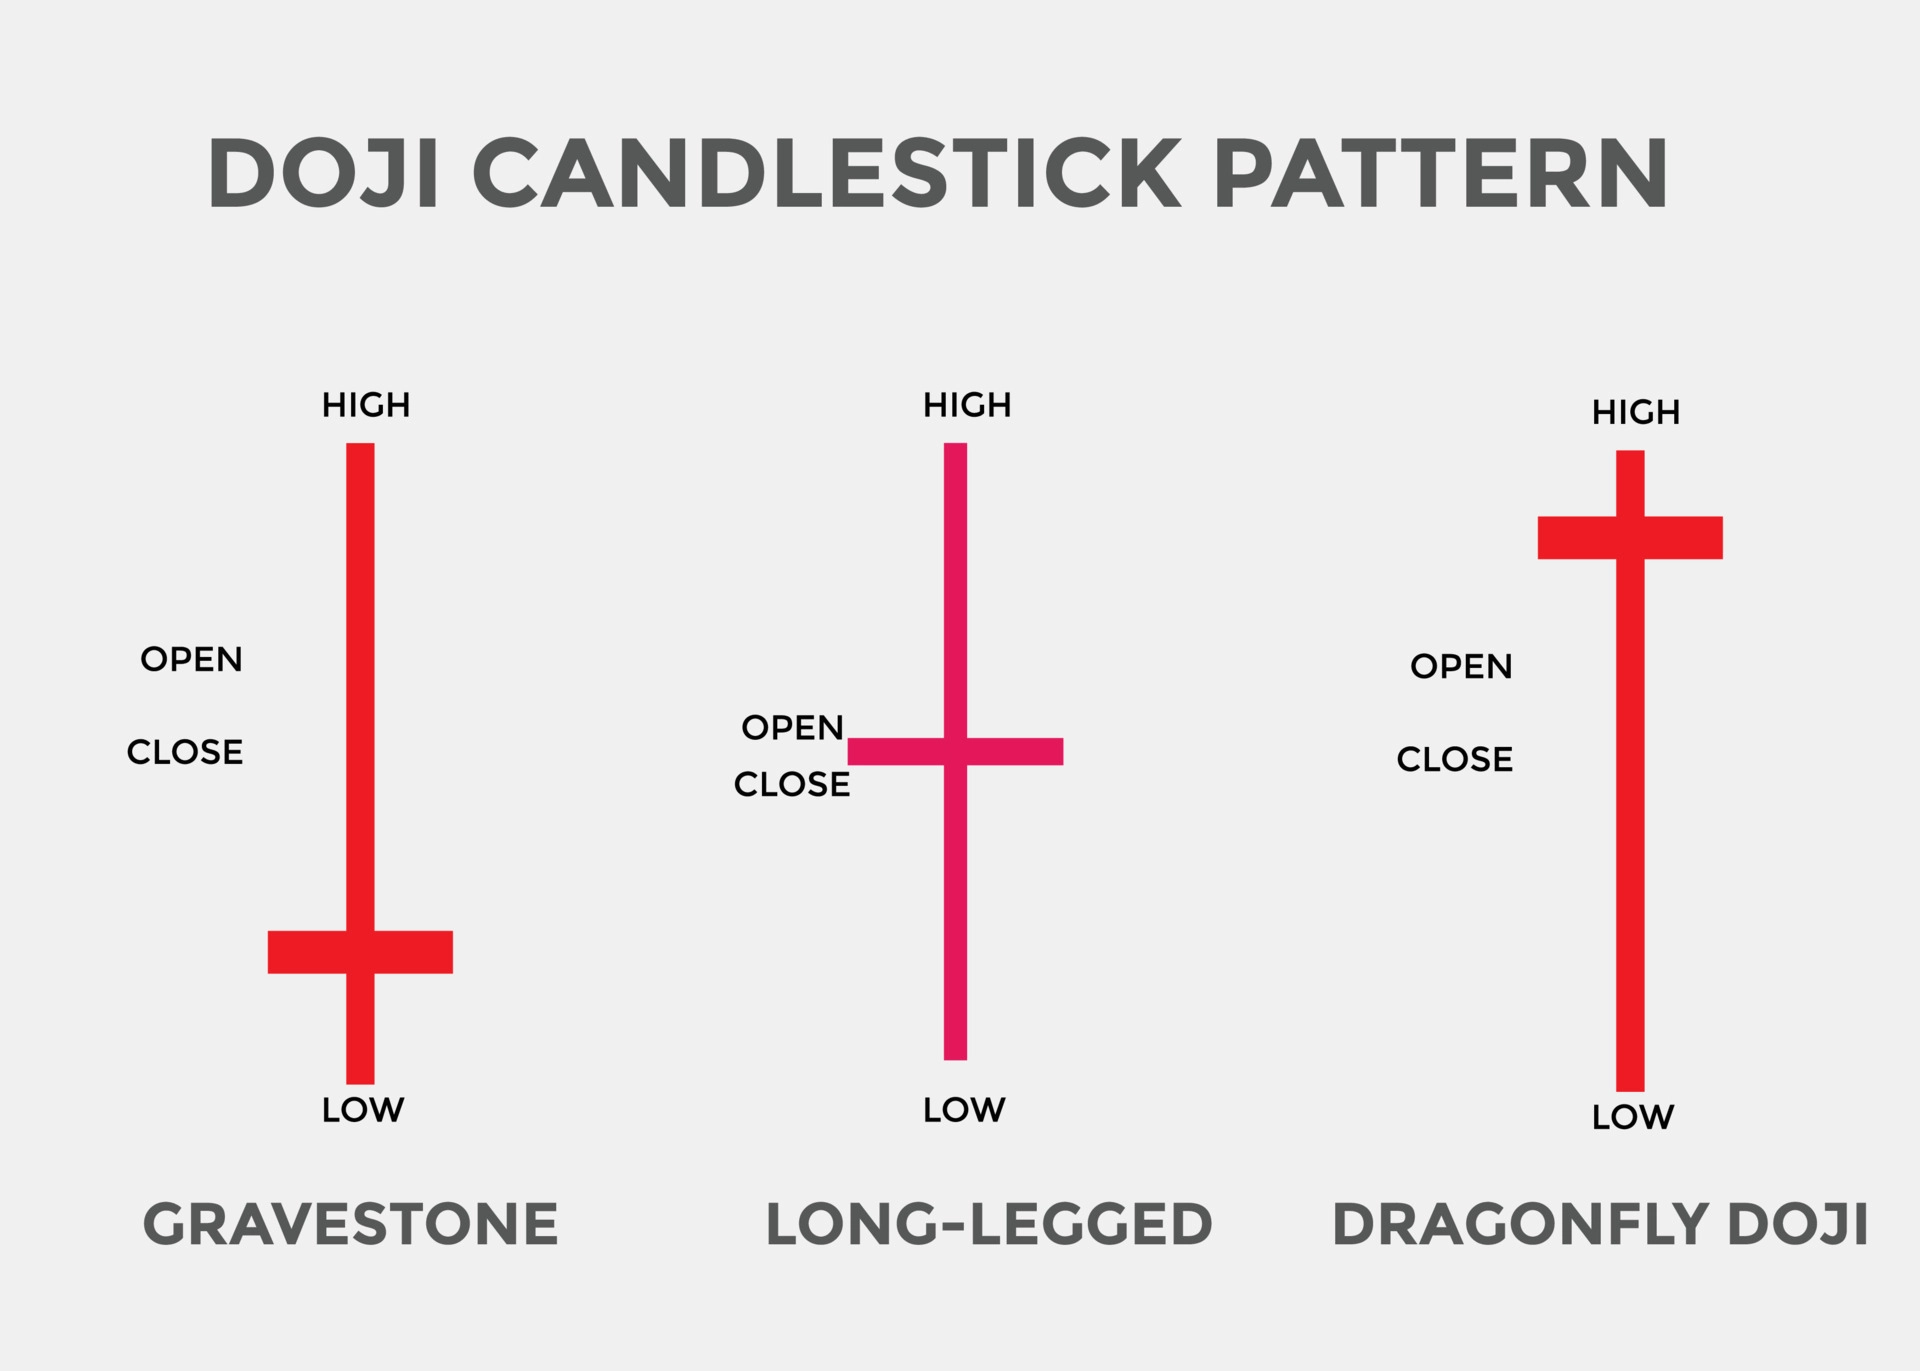 DOJI CANDLESTICK PATTERN
HIGH
OPEN
CLOSE
LOW
GRAVESTONE
HIGH
OPEN
CLOSE
LOW
LONG-LEGGED
HIGH
OPEN
CLOSE
LOW
DRAGONFLY DOJI